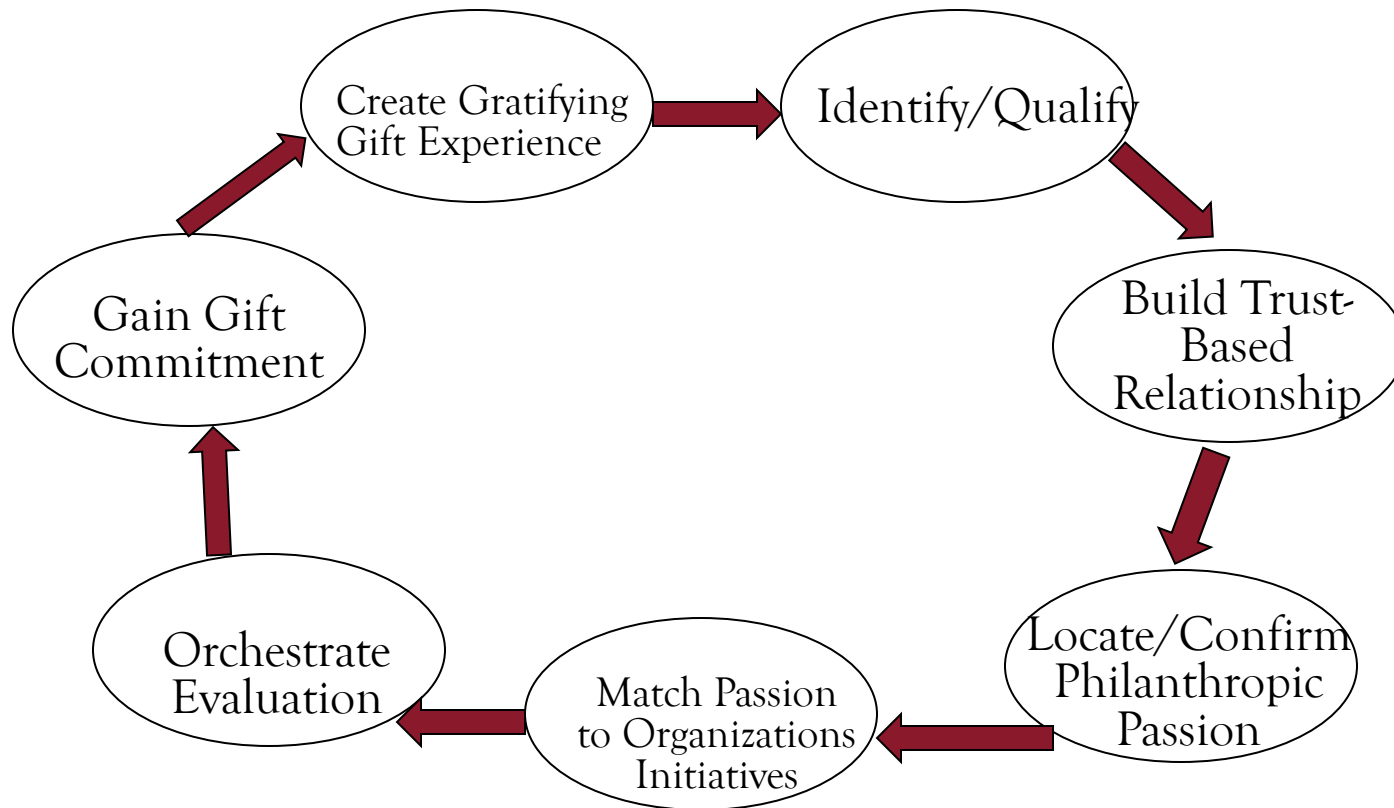 Create Gratifying
Gift Experience
Identify/Qualify
Build Trust-
Based
Relationship
Locate/Confirm
Philanthropic
Passion
Match Passion
to Organizations
Initiatives
Orchestrate
Evaluation
Gain Gift
Commitment